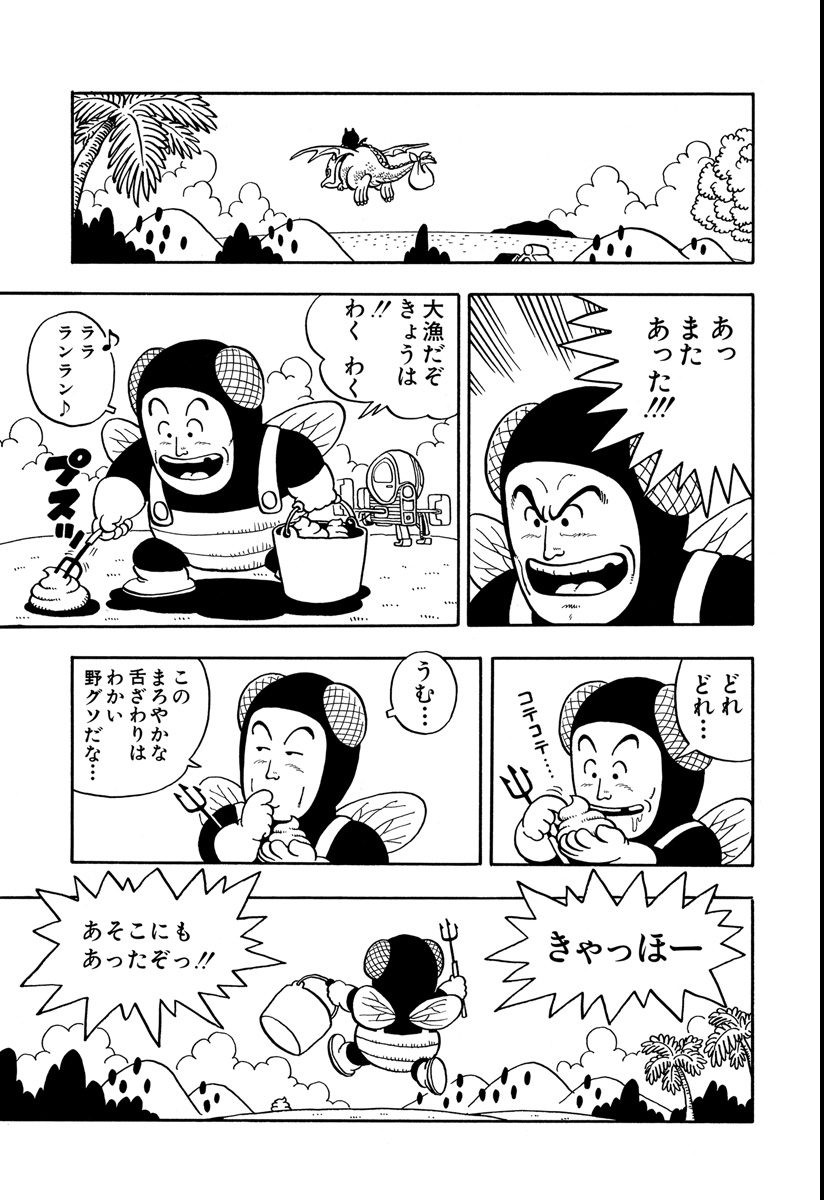 あっ
また
あった!!!
大漁だぞ
きょうは
!!
わく わく
ララ
ランラン♪
♪
プスッ
どれ
どれ…
コテコテ……
うむ…
この
まろやかな
舌ざわりは
わかい
野グソだな…
きゃっほー
あそこにも
あったぞっ!!